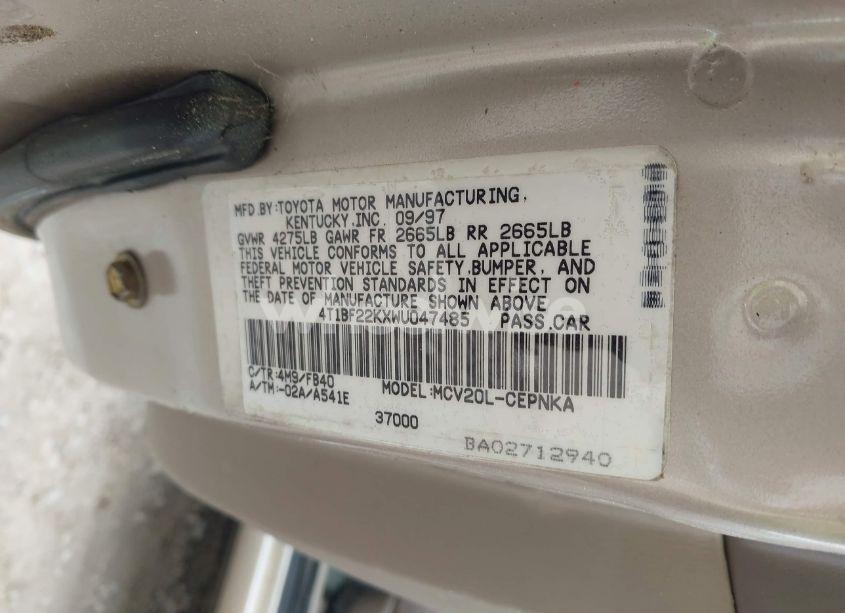 MFD.BY:TOYOTA MOTOR MANUFACTURING,
KENTUCKY,INC. 09/97
GVWR 4275LB GAWR FR 2665LB RR 2665LB
THIS VEHICLE CONFORMS TO ALL APPLICABLE
FEDERAL MOTOR VEHICLE SAFETY,BUMPER, AND
THEFT PREVENTION STANDARDS IN EFFECT ON
THE DATE OF MANUFACTURE SHOWN ABOVE
4T1BF22KXWU047485 PASS.CAR
C/TR:4M9/FB40
A/TM:-02A/A541E
MODEL:MCV20L-CEPNKA
37000
BA02712940